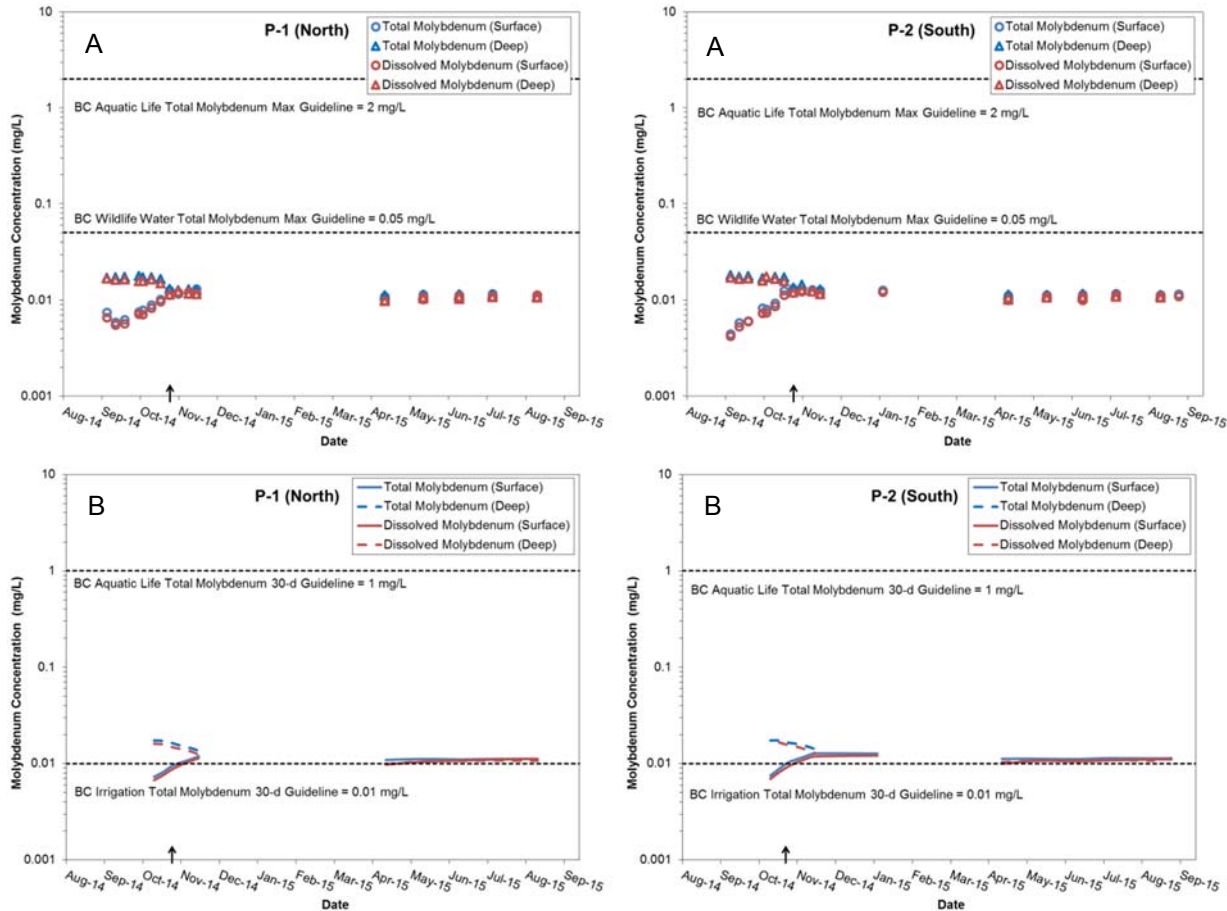 A
P-1 (North)
Total Molybdenum (Surface)
Total Molybdenum (Deep)
Dissolved Molybdenum (Surface)
Dissolved Molybdenum (Deep)
BC Aquatic Life Total Molybdenum Max Guideline = 2 mg/L
BC Wildlife Water Total Molybdenum Max Guideline = 0.05 mg/L
Molybdenum Concentration (mg/L)
10
1
0.1
0.01
0.001
Aug-14
Sep-14
Oct-14
Nov-14
Dec-14
Jan-15
Feb-15
Mar-15
Apr-15
May-15
Jun-15
Jul-15
Aug-15
Sep-15
Date
A
P-2 (South)
Total Molybdenum (Surface)
Total Molybdenum (Deep)
Dissolved Molybdenum (Surface)
Dissolved Molybdenum (Deep)
BC Aquatic Life Total Molybdenum Max Guideline = 2 mg/L
BC Wildlife Water Total Molybdenum Max Guideline = 0.05 mg/L
Molybdenum Concentration (mg/L)
10
1
0.1
0.01
0.001
Aug-14
Sep-14
Oct-14
Nov-14
Dec-14
Jan-15
Feb-15
Mar-15
Apr-15
May-15
Jun-15
Jul-15
Aug-15
Sep-15
Date
B
P-1 (North)
Total Molybdenum (Surface)
Total Molybdenum (Deep)
Dissolved Molybdenum (Surface)
Dissolved Molybdenum (Deep)
BC Aquatic Life Total Molybdenum 30-d Guideline = 1 mg/L
BC Irrigation Total Molybdenum 30-d Guideline = 0.01 mg/L
Molybdenum Concentration (mg/L)
10
1
0.1
0.01
0.001
Aug-14
Sep-14
Oct-14
Nov-14
Dec-14
Jan-15
Feb-15
Mar-15
Apr-15
May-15
Jun-15
Jul-15
Aug-15
Sep-15
Date
B
P-2 (South)
Total Molybdenum (Surface)
Total Molybdenum (Deep)
Dissolved Molybdenum (Surface)
Dissolved Molybdenum (Deep)
BC Aquatic Life Total Molybdenum 30-d Guideline = 1 mg/L
BC Irrigation Total Molybdenum 30-d Guideline = 0.01 mg/L
Molybdenum Concentration (mg/L)
10
1
0.1
0.01
0.001
Aug-14
Sep-14
Oct-14
Nov-14
Dec-14
Jan-15
Feb-15
Mar-15
Apr-15
May-15
Jun-15
Jul-15
Aug-15
Sep-15
Date